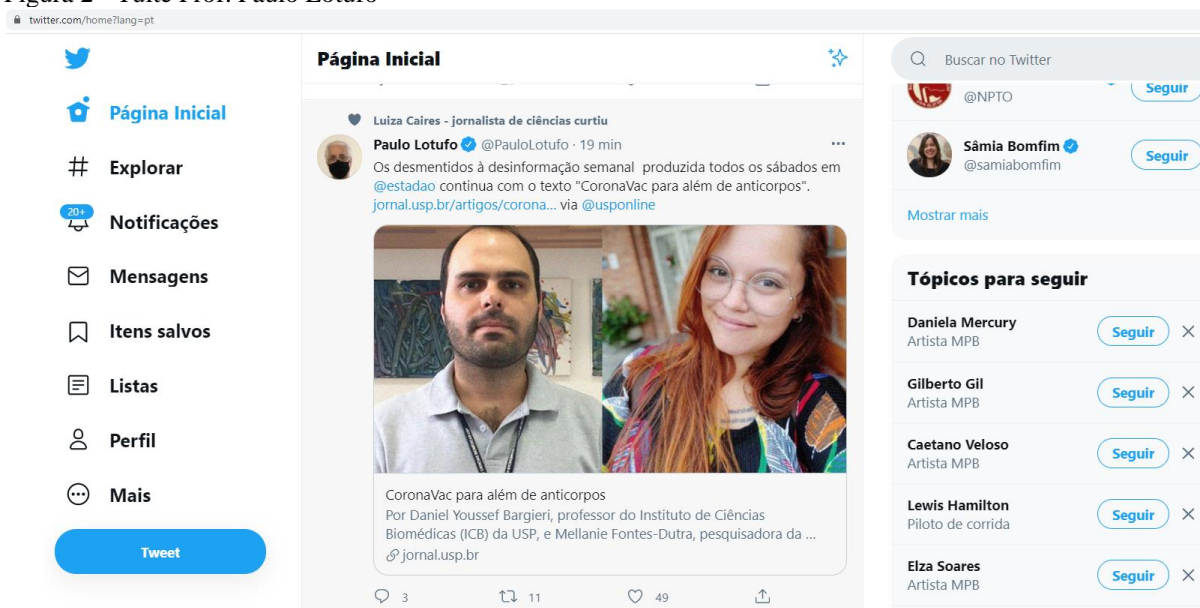 Figura 2 - Tuíte Prof. Paulo Lotufo
twitter.com/home?lang=pt
Página Inicial
Explorar
20+
Notificações
Mensagens
Itens salvos
Listas
Perfil
Mais
Tweet
Página Inicial
Luiza Caires - jornalista de ciências curtiu
Paulo Lotufo @PauloLotufo · 19 min
Os desmentidos à desinformação semanal produzida todos os sábados em
@estadao continua com o texto "CoronaVac para além de anticorpos".
jornal.usp.br/artigos/corona... via @usponline
CoronaVac para além de anticorpos
Por Daniel Youssef Bargieri, professor do Instituto de Ciências
Biomédicas (ICB) da USP, e Mellanie Fontes-Dutra, pesquisadora da ...
jornal.usp.br
3 11 49
Buscar no Twitter
@NPTO
Seguir
Sâmia Bomfim
@samiabomfim
Seguir
Mostrar mais
Tópicos para seguir
Daniela Mercury
Artista MPB
Seguir
Gilberto Gil
Artista MPB
Seguir
Caetano Veloso
Artista MPB
Seguir
Lewis Hamilton
Piloto de corrida
Seguir
Elza Soares
Artista MPB
Seguir